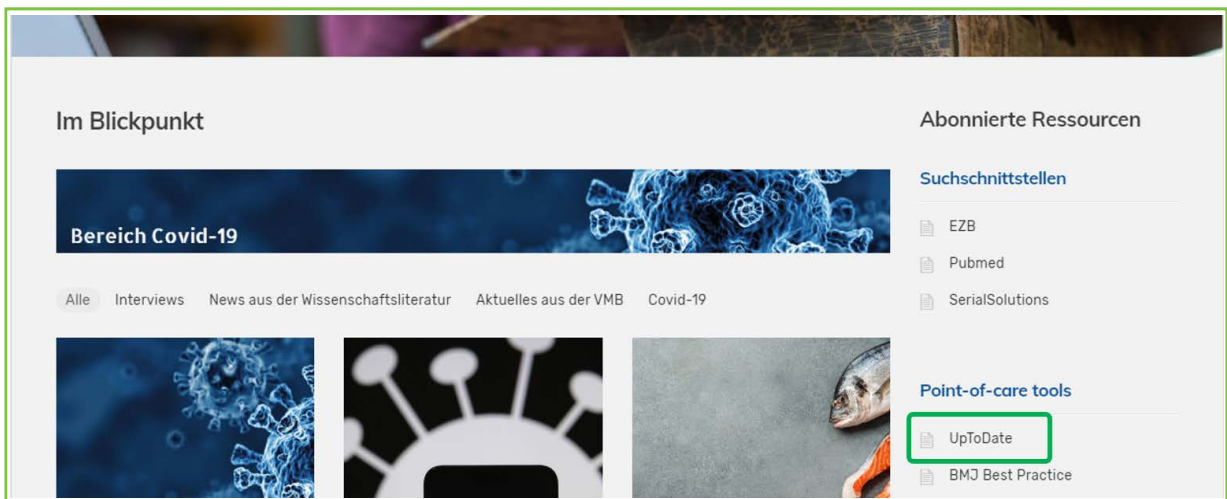 Im Blickpunkt
Bereich Covid-19
Alle Interviews News aus der Wissenschaftsliteratur Aktuelles aus der VMB Covid-19
Abonnierte Ressourcen
Suchschnittstellen
EZB
Pubmed
SerialSolutions
Point-of-care tools
UpToDate
BMJ Best Practice